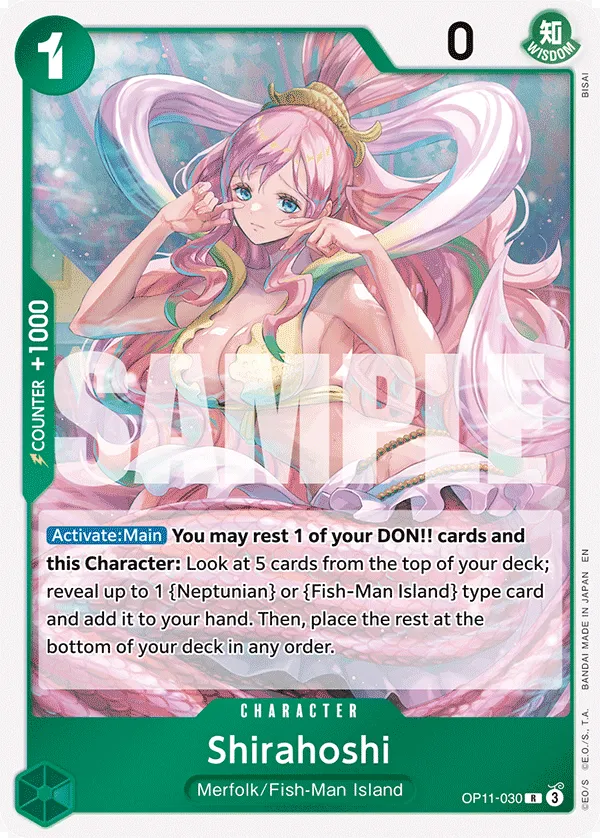 1
0
知
WISDOM
BISAI
COUNTER +1000
SAMPLE
Activate:Main You may rest 1 of your DON!! cards and
this Character: Look at 5 cards from the top of your deck;
reveal up to 1 {Neptunian} or {Fish-Man Island} type card
and add it to your hand. Then, place the rest at the
bottom of your deck in any order.
CHARACTER
Shirahoshi
Merfolk/Fish-Man Island
OP11-030 R 3
©EO/S ©E.O./S., T.A. BANDAI MADE IN JAPAN EN